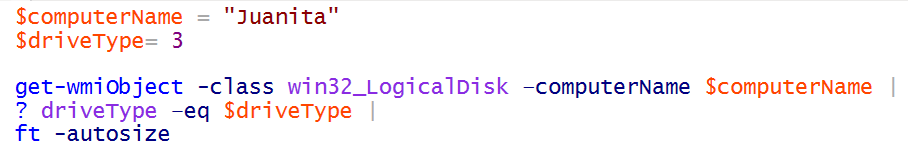 $computerName = "Juanita"
$driveType= 3
get-wmiObject -class win32_LogicalDisk -computerName $computerName |
? driveType -eq $driveType |
ft -autosize